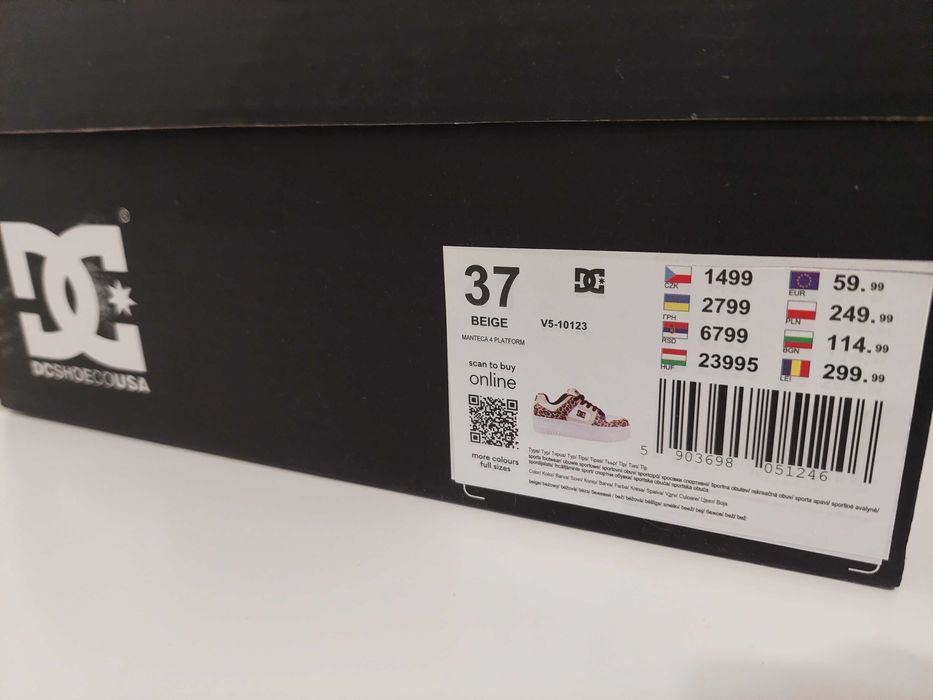 DC
®
DCSHOECOUSA
37
BEIGE
MANTECA 4 PLATFORM
DC
V5-10123
scan to buy
online
more colours
full sizes
CZK 1499
ГРН 2799
RSD 6799
HUF 23995
EUR 59.99
PLN 249.99
BGN 114.99
LEI 299.99
5 903698 051246